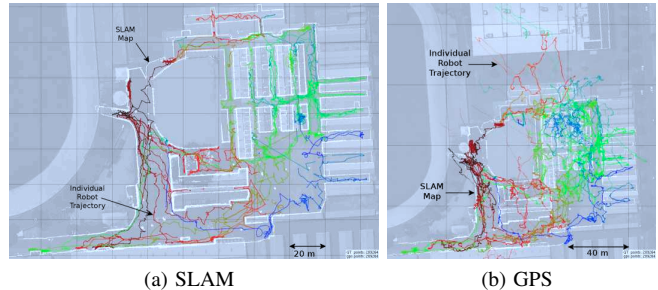 SLAM
Map
Individual
Robot
Trajectory
20 m
(a) SLAM
Individual Robot
Trajectory
SLAM
Map
40 m
(b) GPS